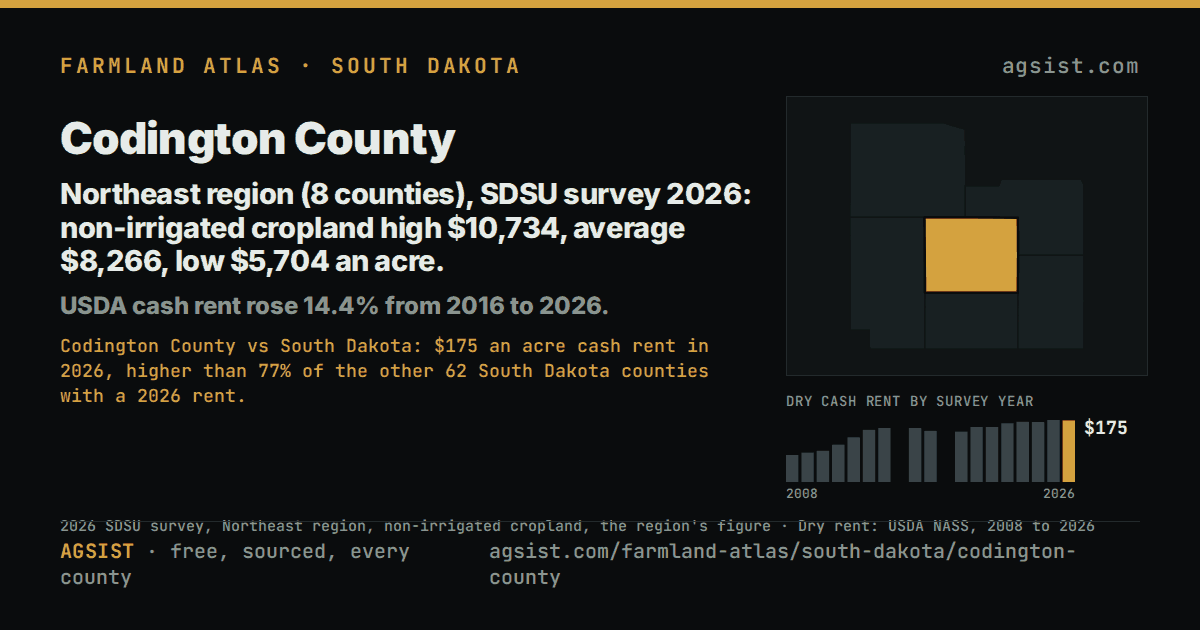 FARMLAND ATLAS · SOUTH DAKOTA
agsist.com
Codington County
Northeast region (8 counties), SDSU survey 2026:
non-irrigated cropland high $10,734, average
$8,266, low $5,704 an acre.
USDA cash rent rose 14.4% from 2016 to 2026.
Codington County vs South Dakota: $175 an acre cash rent in
2026, higher than 77% of the other 62 South Dakota counties
with a 2026 rent.
DRY CASH RENT BY SURVEY YEAR
$175
2008
2026
2026 SDSU survey, Northeast region, non-irrigated cropland, the region's figure · Dry rent: USDA NASS, 2008 to 2026
AGSIST · free, sourced, every
county
agsist.com/farmland-atlas/south-dakota/codington-
county